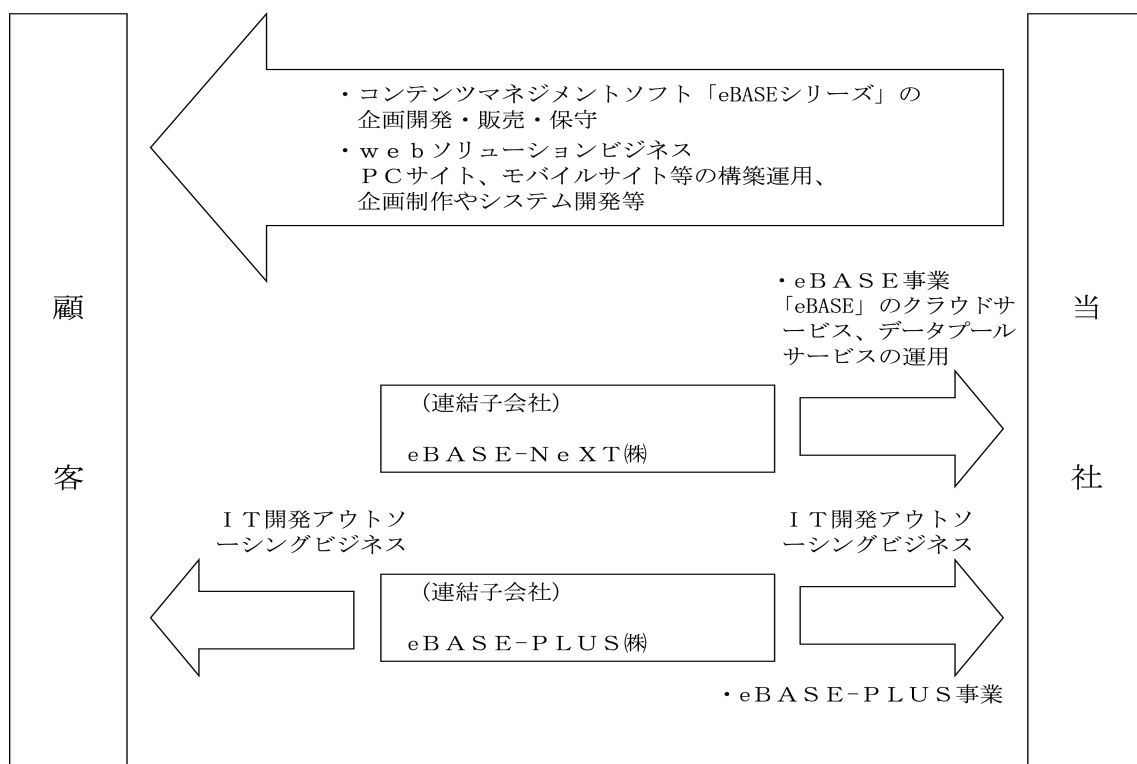 ・コンテンツマネジメントソフト「eBASEシリーズ」の
企画開発・販売・保守
・ｗｅｂソリューションビジネス
ＰＣサイト、モバイルサイト等の構築運用、
企画制作やシステム開発等
顧
客
当
社
・eＢＡＳＥ事業
「eBASE」のクラウドサ
ービス、データプール
サービスの運用
（連結子会社）
eＢＡＳＥ−ＮeＸＴ㈱
ＩＴ開発アウトソ
ーシングビジネス
ＩＴ開発アウトソ
ーシングビジネス
（連結子会社）
eＢＡＳＥ−ＰＬＵＳ㈱
・eＢＡＳＥ−ＰＬＵＳ事業